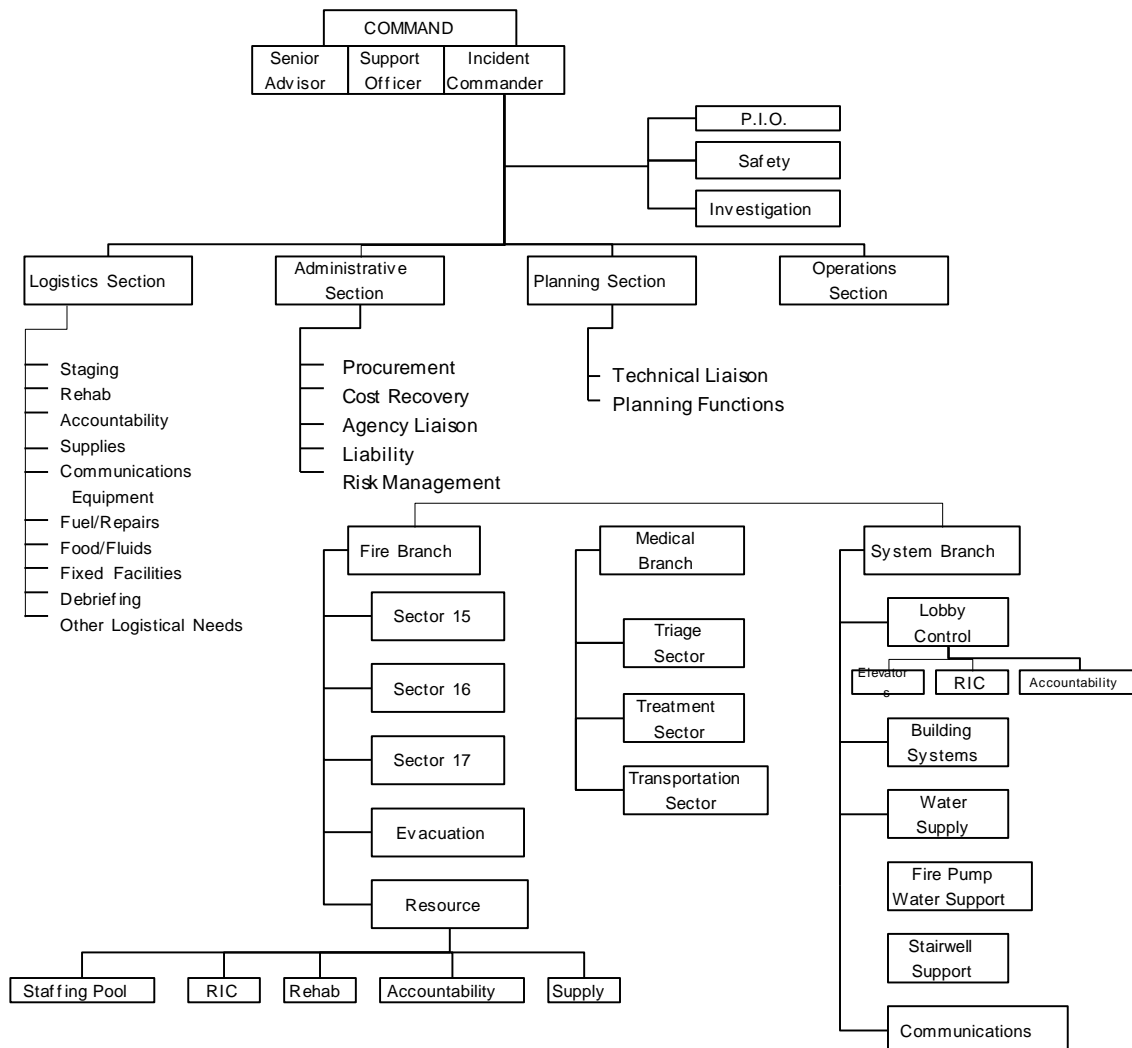 COMMAND
Senior Advisor
Support Officer
Incident Commander
P.I.O.
Safety
Investigation
Logistics Section
Administrative Section
Planning Section
Operations Section
Staging
Rehab
Accountability
Supplies
Communications
Equipment
Fuel/Repairs
Food/Fluids
Fixed Facilities
Debriefing
Other Logistical Needs
Procurement
Cost Recovery
Agency Liaison
Liability
Risk Management
Technical Liaison
Planning Functions
Fire Branch
Sector 15
Sector 16
Sector 17
Evacuation
Resource
Staffing Pool
RIC
Rehab
Accountability
Supply
Medical Branch
Triage Sector
Treatment Sector
Transportation Sector
System Branch
Lobby Control
Elevators
RIC
Accountability
Building Systems
Water Supply
Fire Pump
Water Support
Stairwell Support
Communications